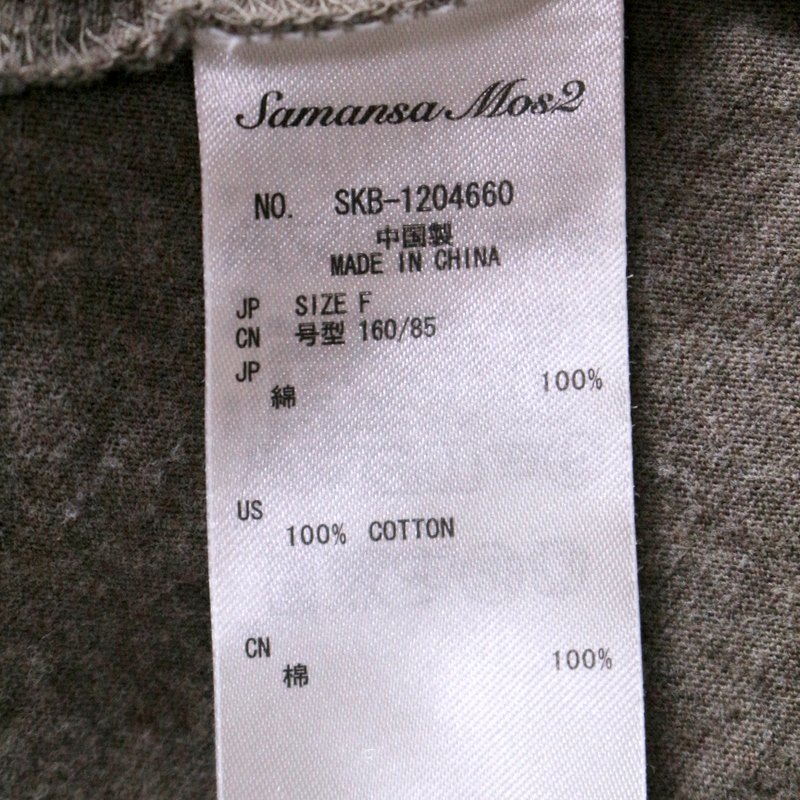 Samansa Mos2
NO. SKB-1204660
中国製
MADE IN CHINA
JP SIZE F
CN 号型 160/85
JP
綿 100%
US
100% COTTON
CN
棉 100%